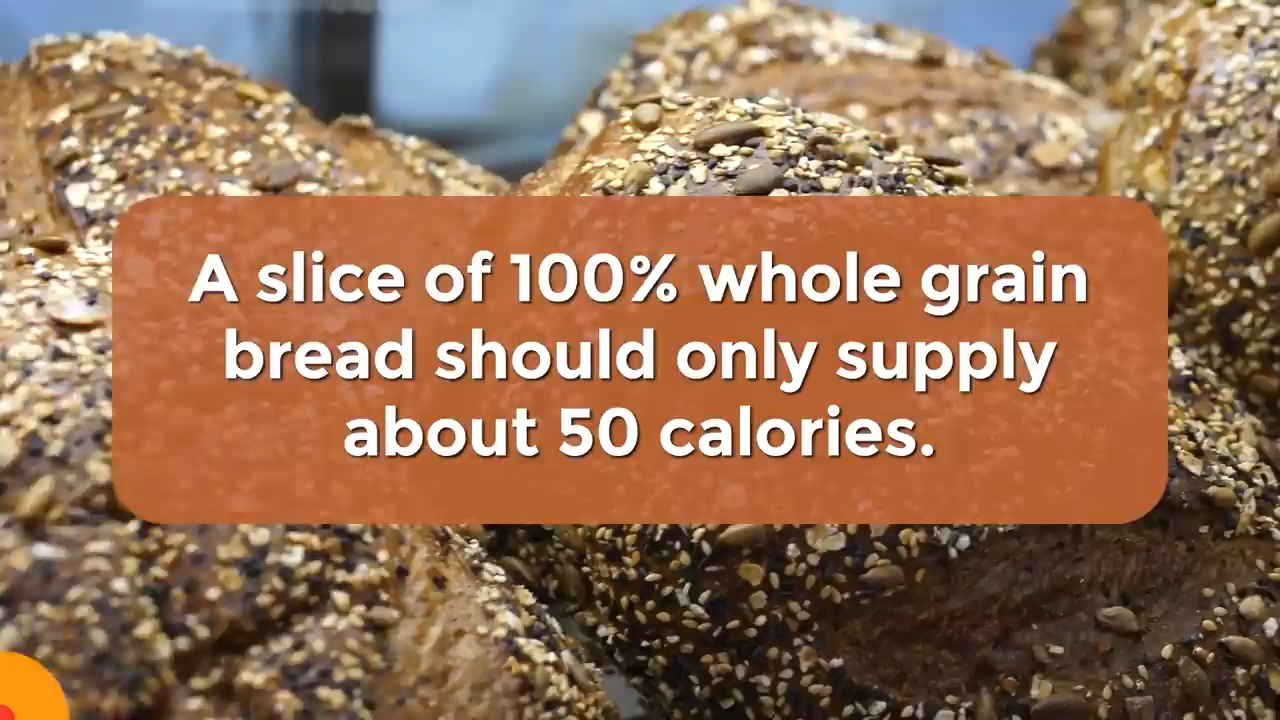 A slice of 100% whole grain
bread should only supply
about 50 calories.